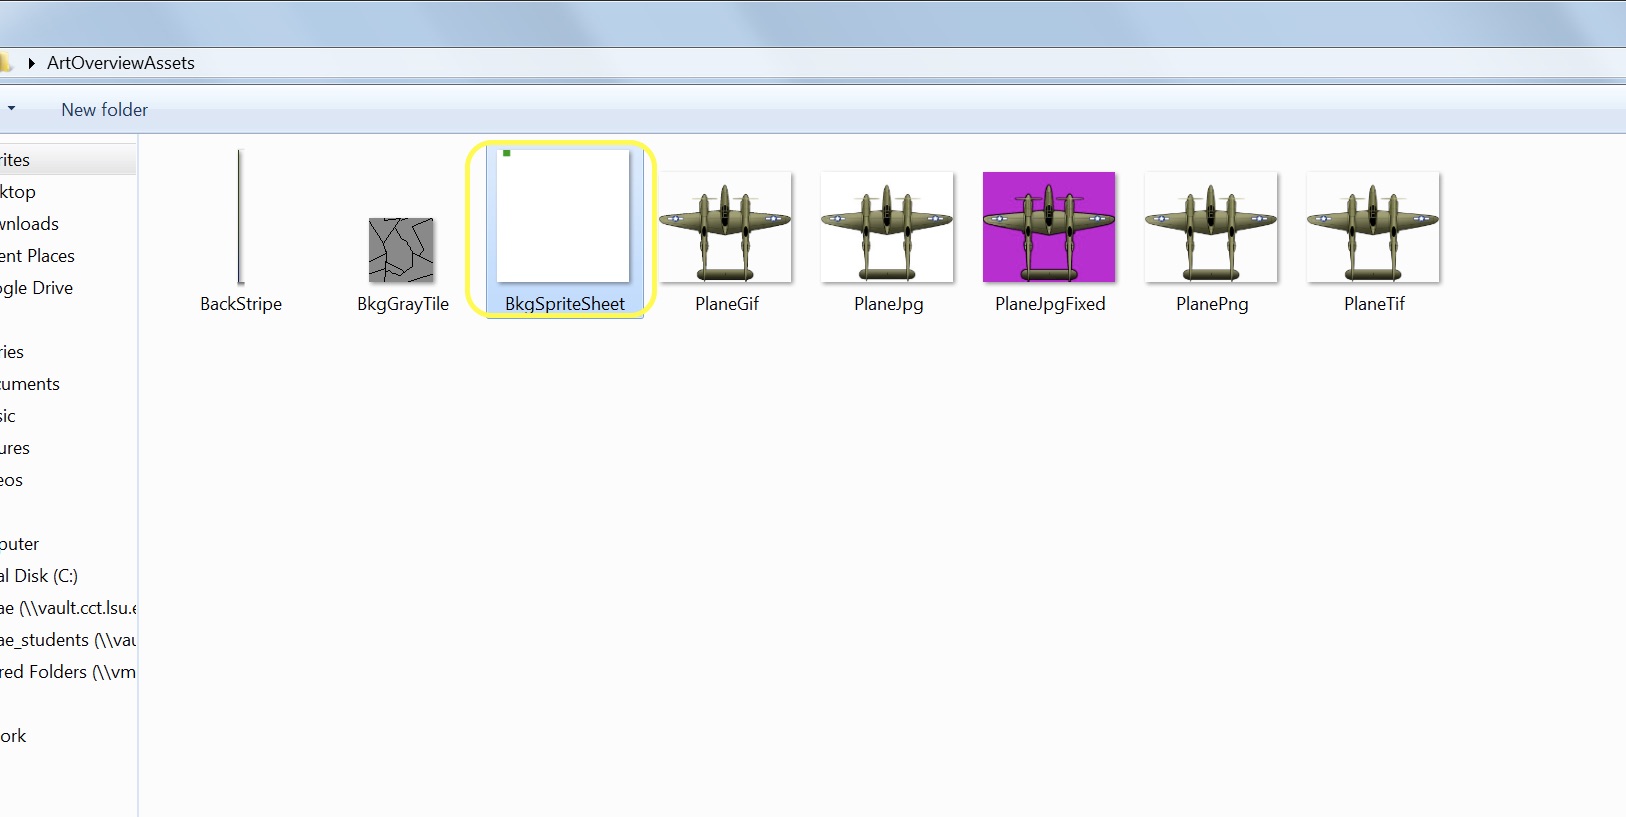 ArtOverviewAssets
New folder
rites
ktop
wnloads
ent Places
ogle Drive
ries
cuments
sic
ures
eos
puter
al Disk (C:)
ae (\\vault.cct.lsu.e
ae_students (\\vau
red Folders (\\vm
ork
BackStripe
BkgGrayTile
BkgSpriteSheet
PlaneGif
PlaneJpg
PlaneJpgFixed
PlanePng
PlaneTif